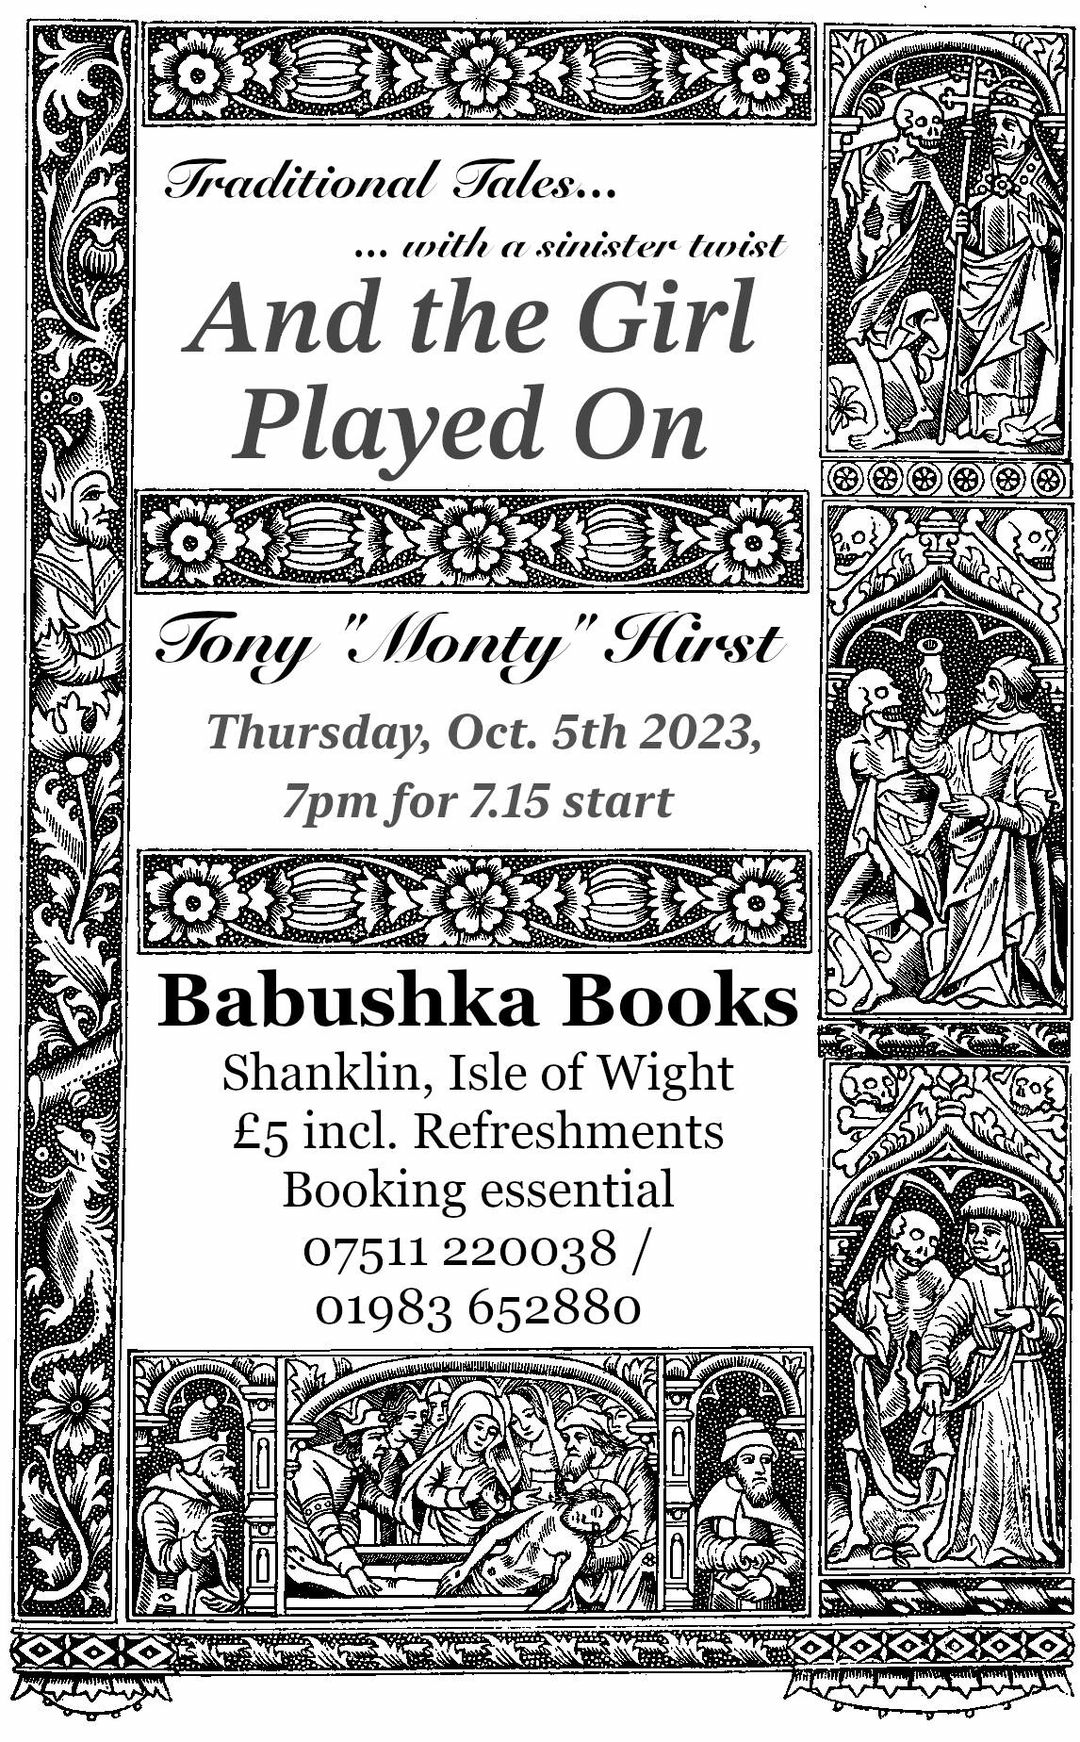 Traditional Tales...
... with a sinister twist
And the Girl
Played On
Tony "Monty" Hirst
Thursday, Oct. 5th 2023,
7pm for 7.15 start
Babushka Books
Shanklin, Isle of Wight
£5 incl. Refreshments
Booking essential
07511 220038 /
01983 652880